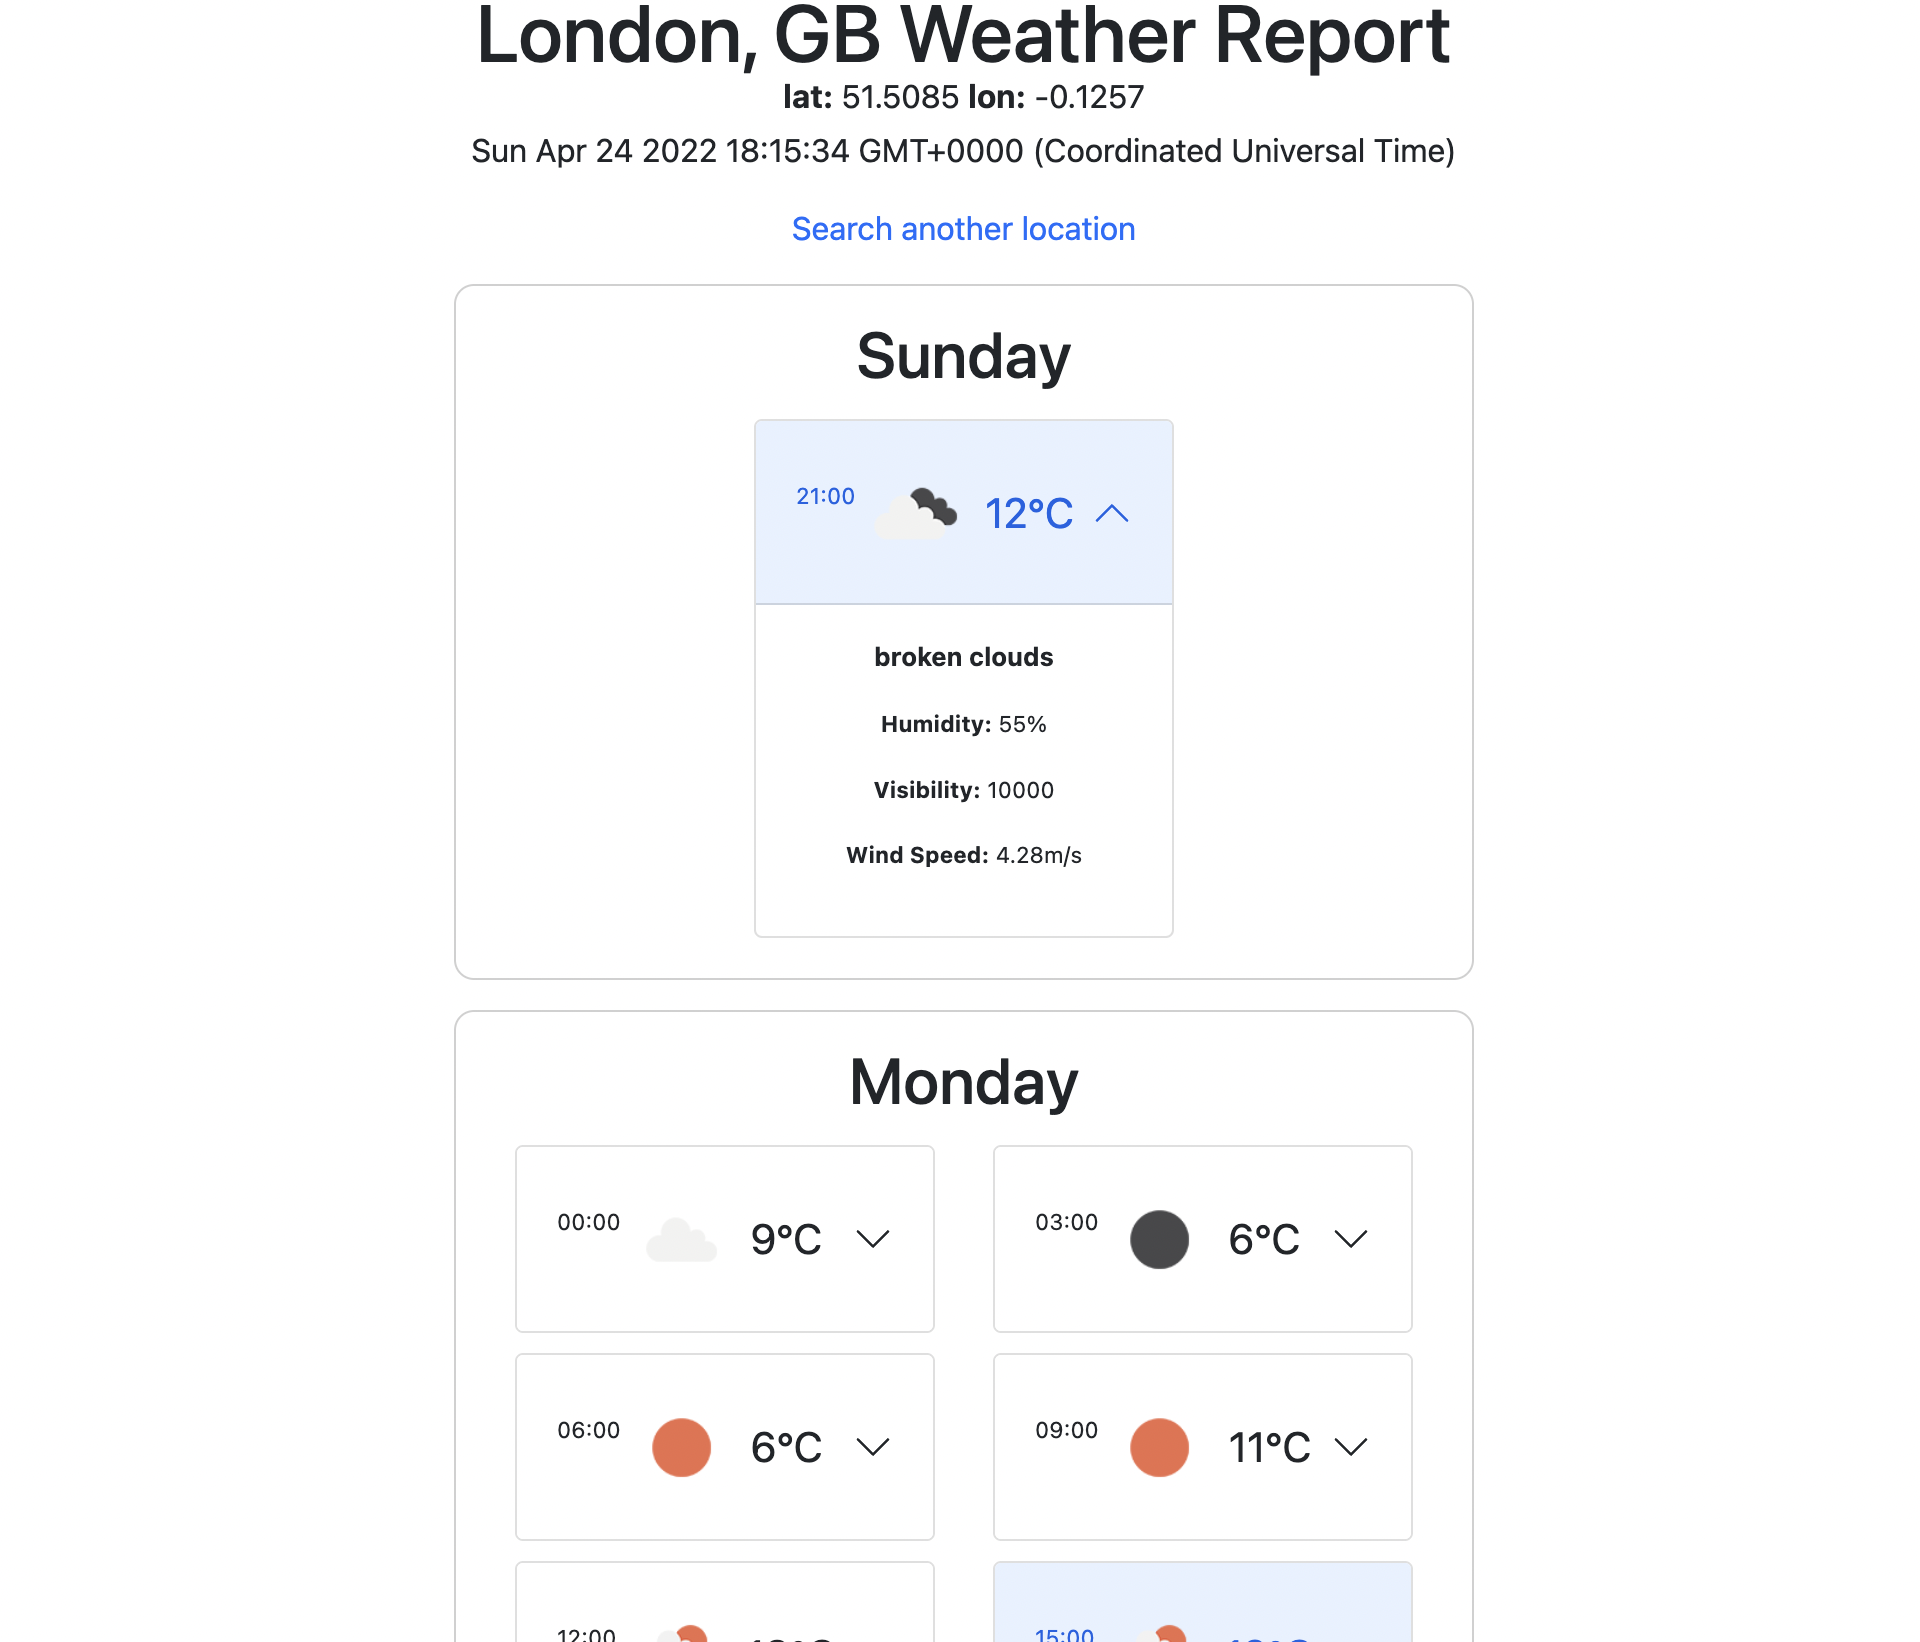 London, GB Weather Report
lat: 51.5085 lon: -0.1257
Sun Apr 24 2022 18:15:34 GMT+0000 (Coordinated Universal Time)
Search another location
Sunday
21:00 12°C
broken clouds
Humidity: 55%
Visibility: 10000
Wind Speed: 4.28m/s
Monday
00:00 9°C
03:00 6°C
06:00 6°C
09:00 11°C
12:00
15:00